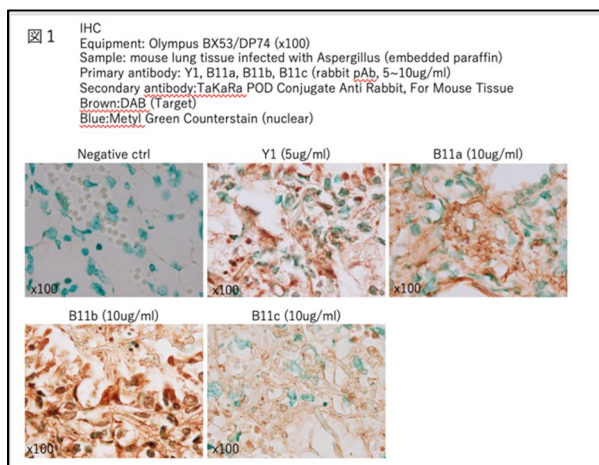 図1
IHC
Equipment: Olympus BX53/DP74 (x100)
Sample: mouse lung tissue infected with Aspergillus (embedded paraffin)
Primary antibody: Y1, B11a, B11b, B11c (rabbit pAb, 5~10ug/ml)
Secondary antibody:TaKaRa POD Conjugate Anti Rabbit, For Mouse Tissue
Brown:DAB (Target)
Blue:Metyl Green Counterstain (nuclear)
Negative ctrl
Y1 (5ug/ml)
B11a (10ug/ml)
x100
x100
x100
B11b (10ug/ml)
B11c (10ug/ml)
x100
x100